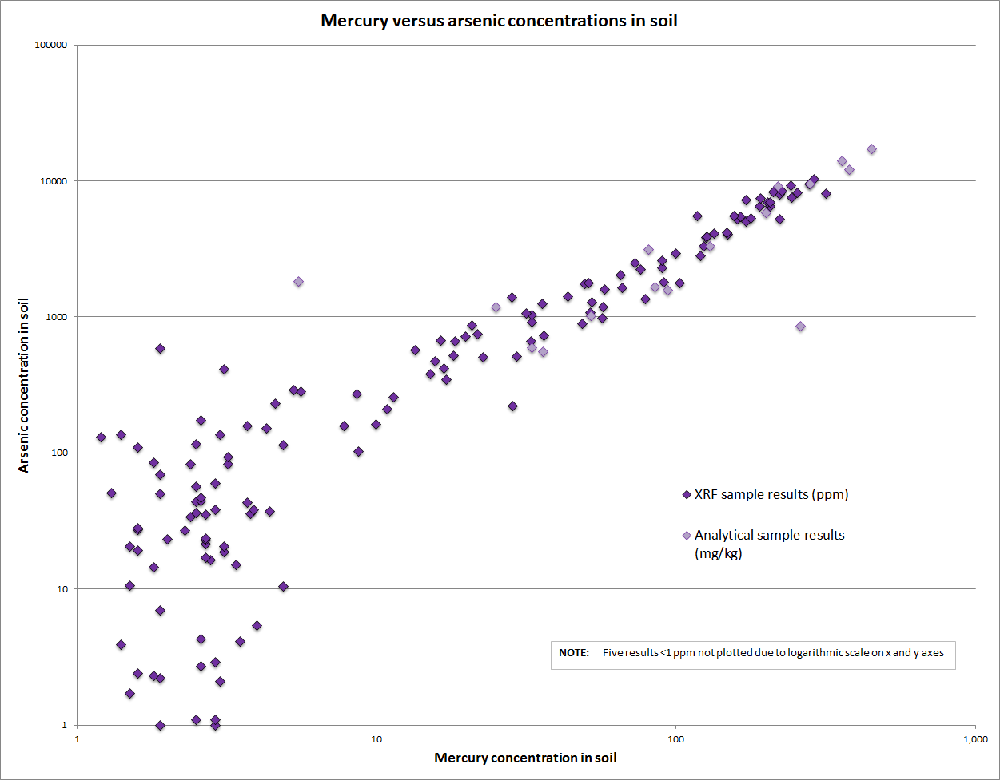 Mercury versus arsenic concentrations in soil
100000
10000
1000
100
10
1
Arsenic concentration in soil
XRF sample results (ppm)
Analytical sample results
(mg/kg)
NOTE: Five results <1 ppm not plotted due to logarithmic scale on x and y axes
1 10 100 1,000
Mercury concentration in soil